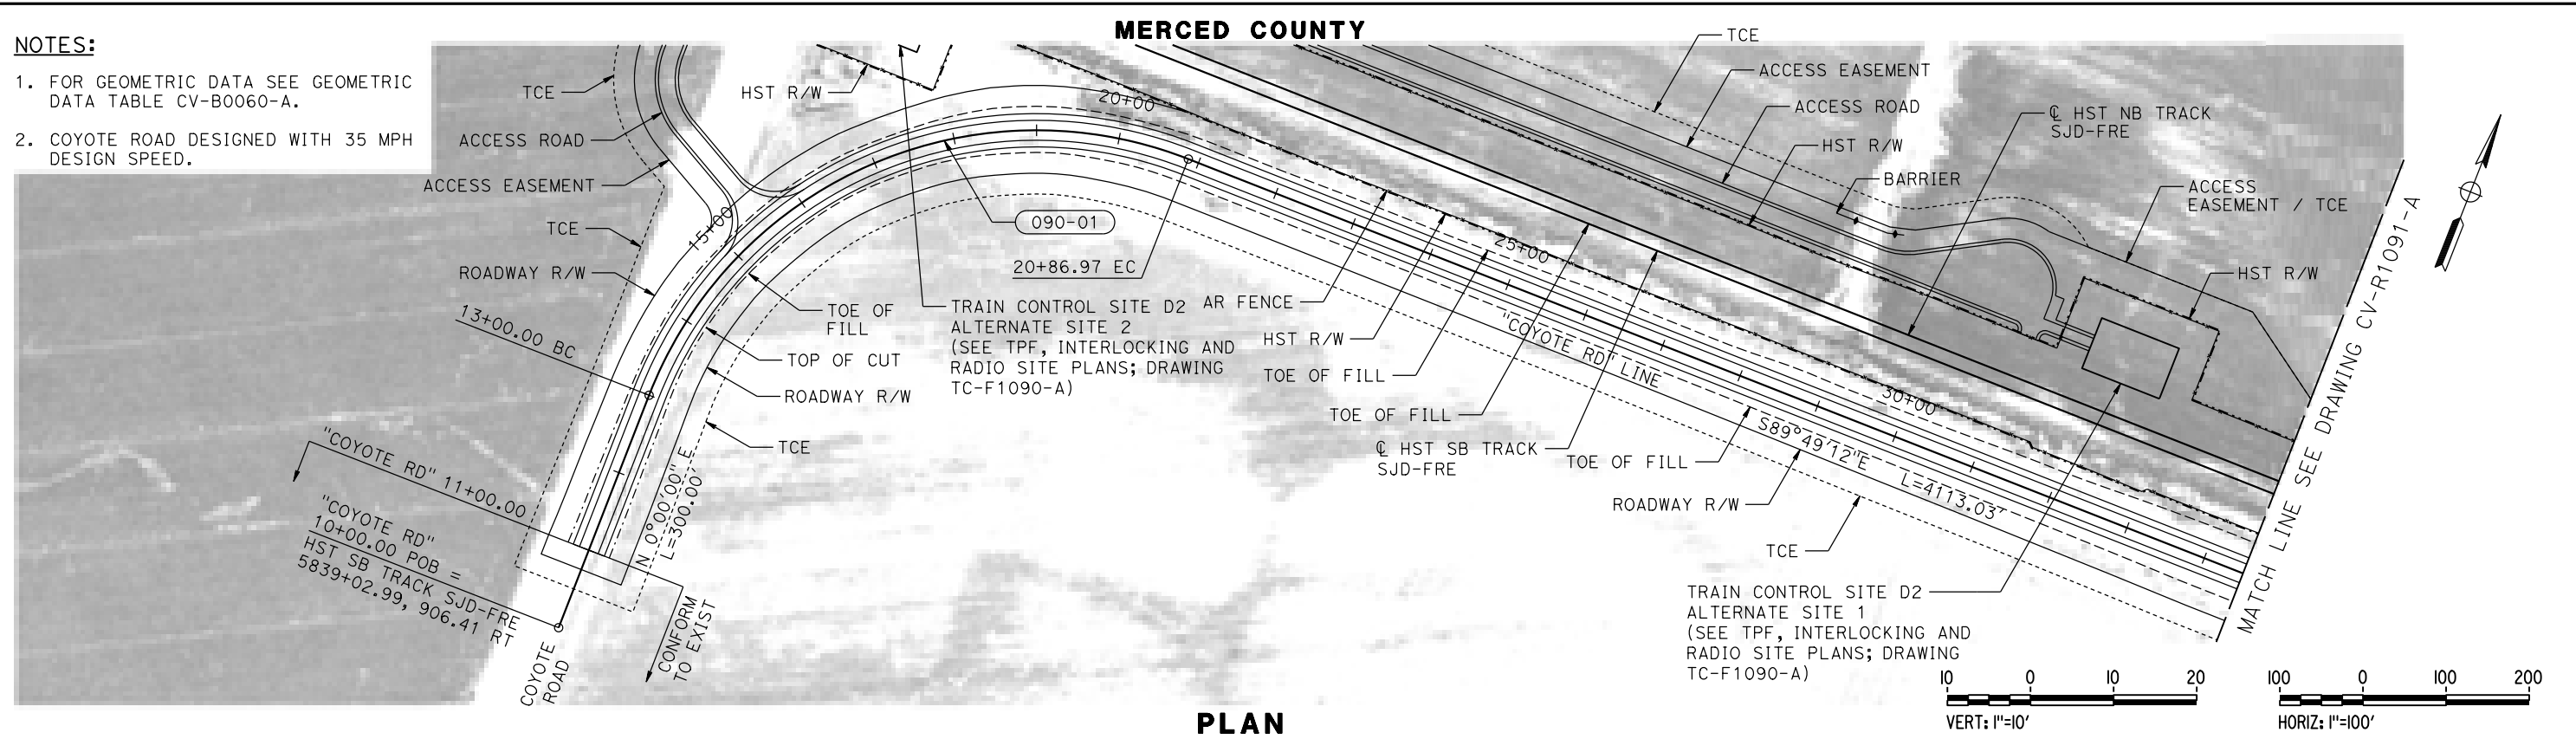 MERCED COUNTY
NOTES:
1. FOR GEOMETRIC DATA SEE GEOMETRIC
DATA TABLE CV-B0060-A.
2. COYOTE ROAD DESIGNED WITH 35 MPH
DESIGN SPEED.
TCE
ACCESS ROAD
ACCESS EASEMENT
TCE
ROADWAY R/W
13+00.00 BC
"COYOTE RD" 11+00.00
"COYOTE RD"
10+00.00 POB =
HST SB TRACK SJD-FRE
5839+02.99, 906.41 RT
COYOTE
ROAD
CONFORM
TO EXIST
N 0°00'00" E
L=300.00'
HST R/W
15+00
20+00
090-01
20+86.97 EC
TOE OF
FILL
TOP OF CUT
ROADWAY R/W
TCE
TRAIN CONTROL SITE D2
ALTERNATE SITE 2
(SEE TPF, INTERLOCKING AND
RADIO SITE PLANS; DRAWING
TC-F1090-A)
AR FENCE
HST R/W
TOE OF FILL
TOE OF FILL
℄ HST SB TRACK
SJD-FRE
25+00
"COYOTE RD" LINE
TOE OF FILL
ROADWAY R/W
TCE
S89°49'12"E
L=4113.03'
30+00
TCE
ACCESS EASEMENT
ACCESS ROAD
HST R/W
BARRIER
℄ HST NB TRACK
SJD-FRE
ACCESS
EASEMENT / TCE
HST R/W
MATCH LINE SEE DRAWING CV-R1091-A
TRAIN CONTROL SITE D2
ALTERNATE SITE 1
(SEE TPF, INTERLOCKING AND
RADIO SITE PLANS; DRAWING
TC-F1090-A)
10 0 10 20
VERT: 1"=10'
100 0 100 200
HORIZ: 1"=100'
PLAN